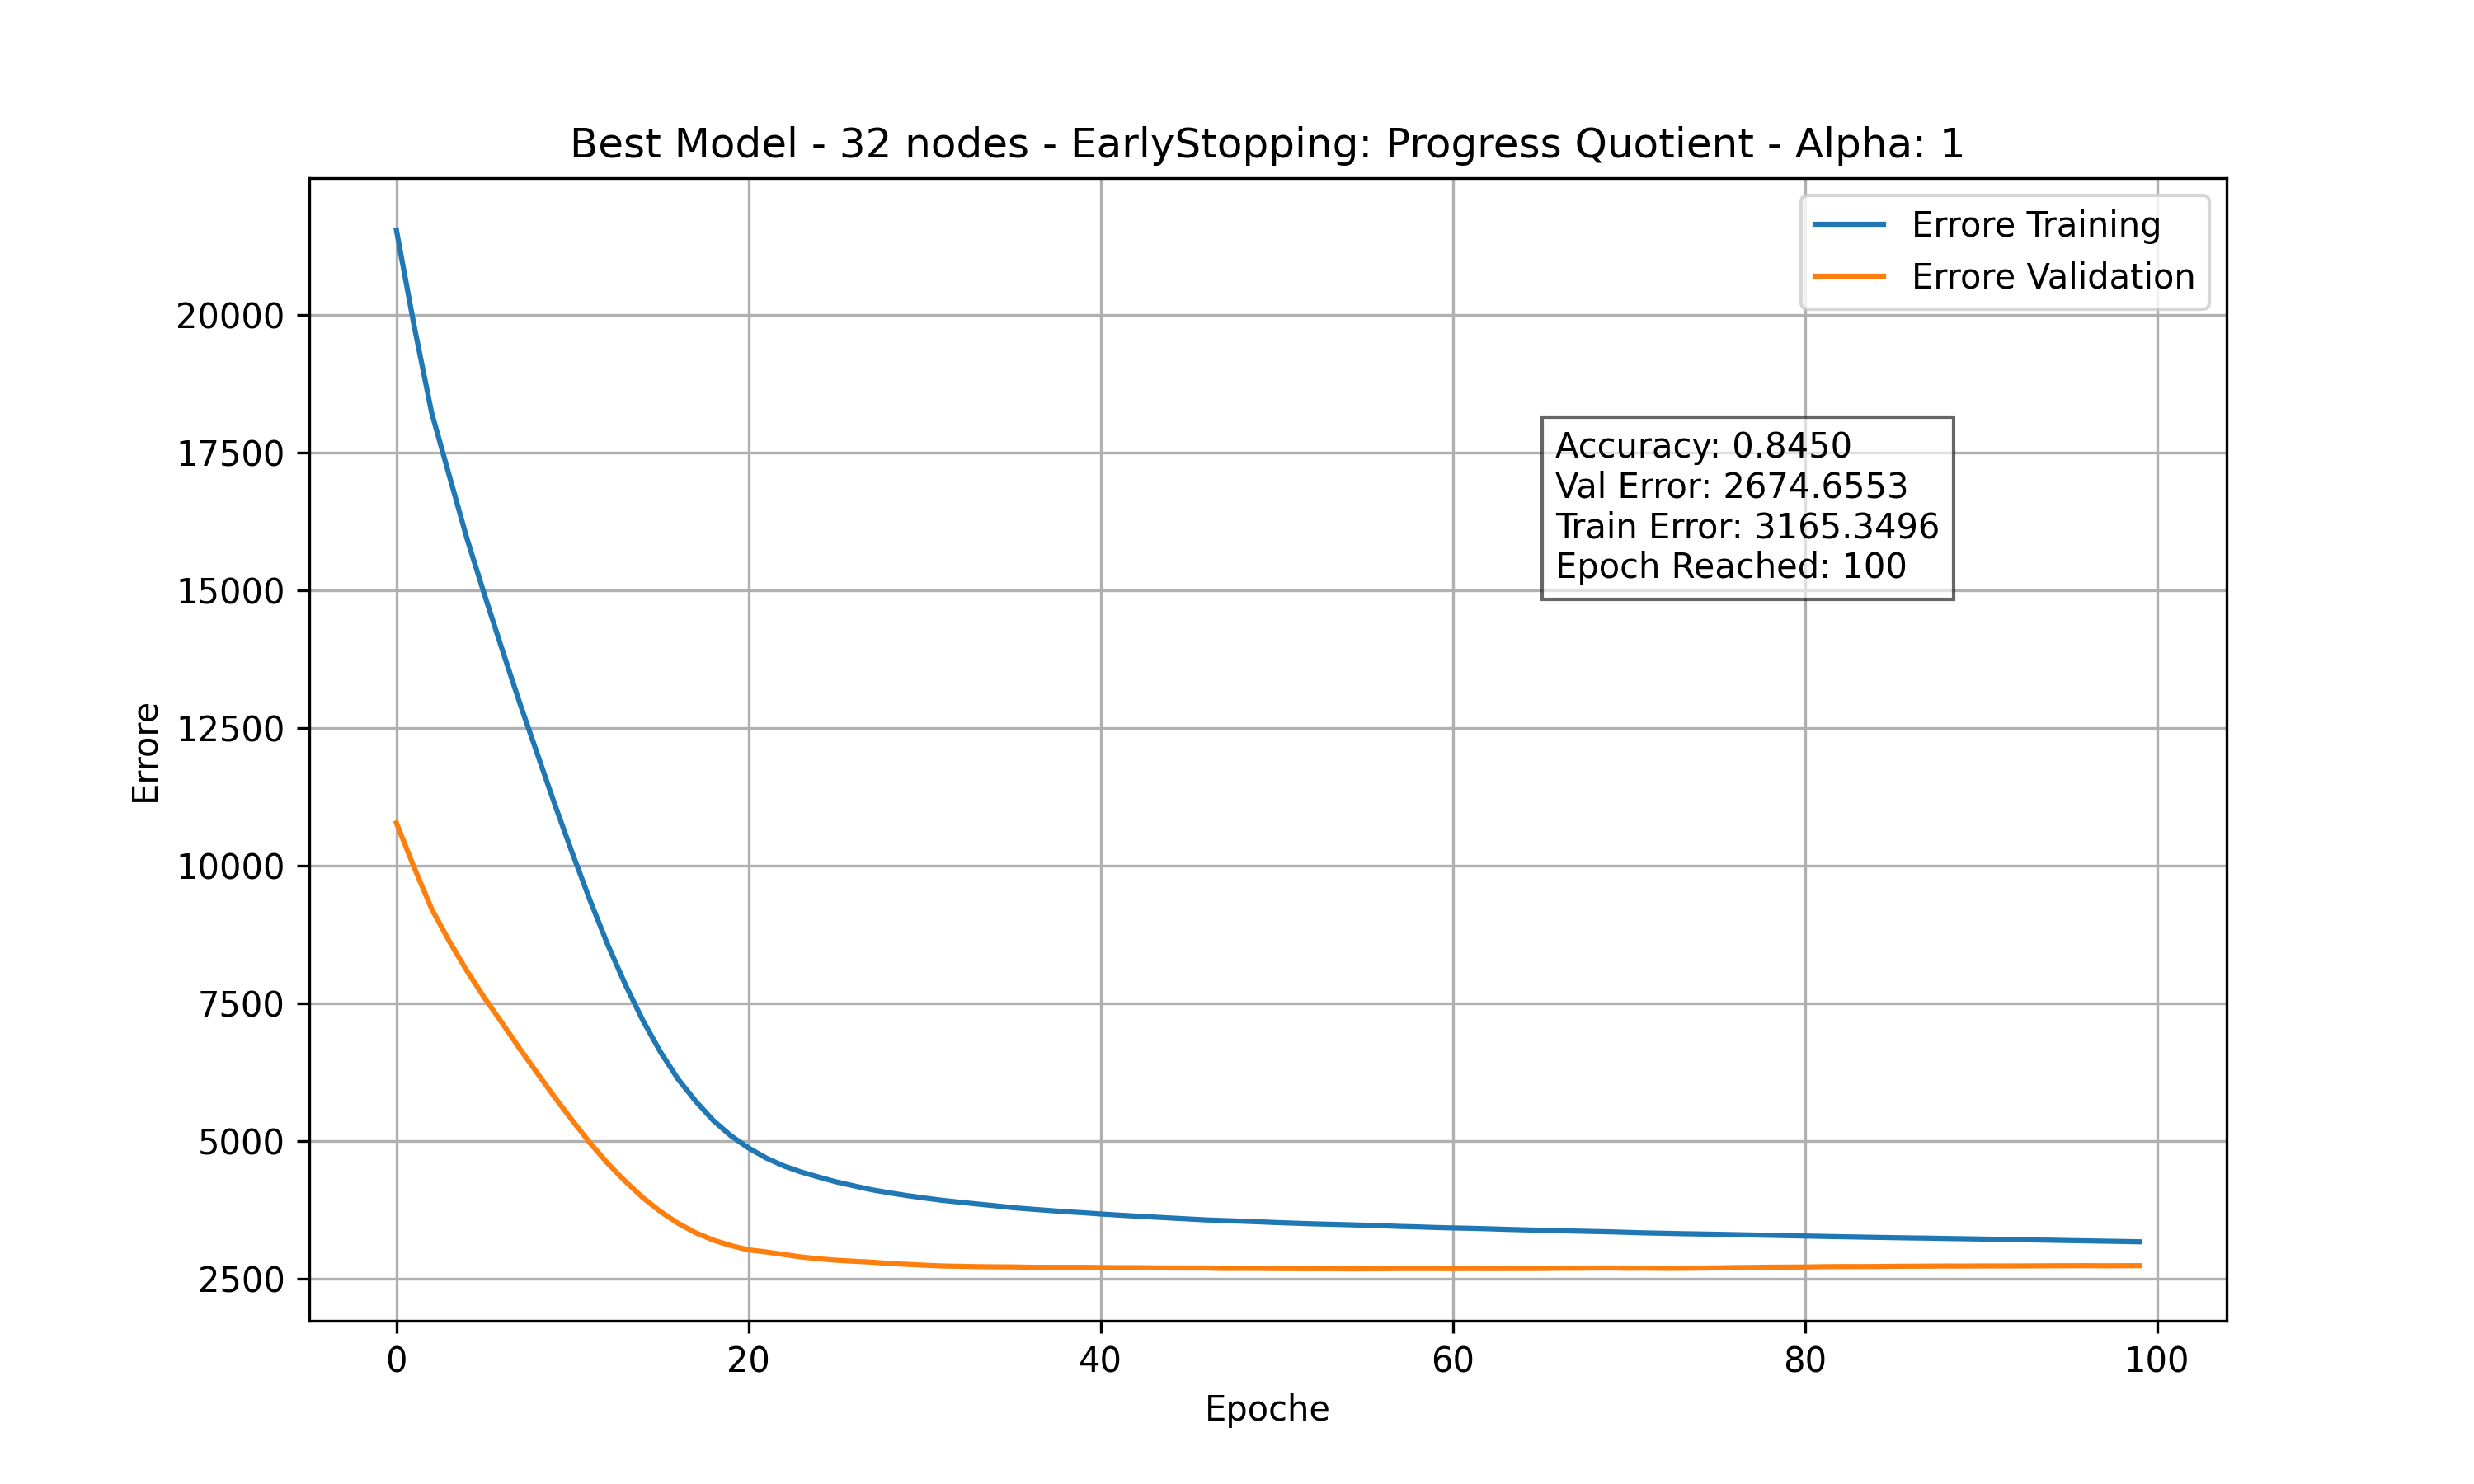 Best Model - 32 nodes - EarlyStopping: Progress Quotient - Alpha: 1
Errore Training
Errore Validation
Accuracy: 0.8450
Val Error: 2674.6553
Train Error: 3165.3496
Epoch Reached: 100
Errore
20000
17500
15000
12500
10000
7500
5000
2500
0 20 40 60 80 100
Epoche